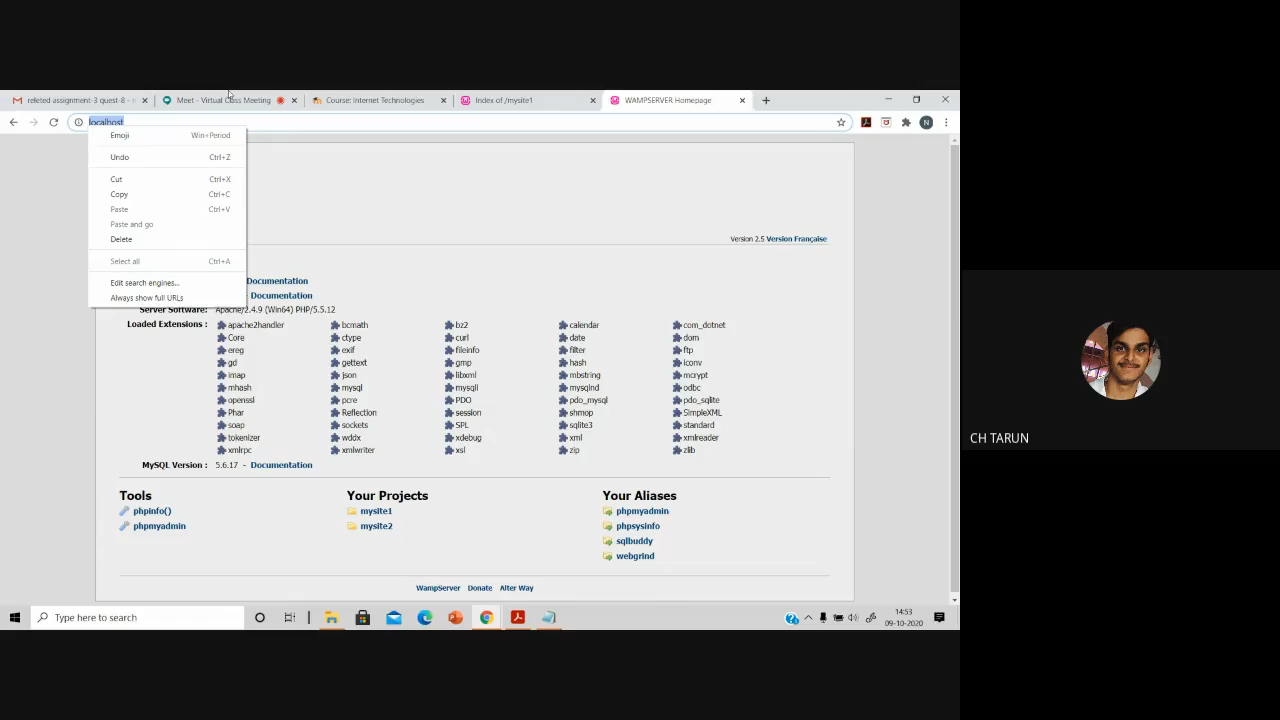 releted assignment-3 quest-8 -
Meet - Virtual Class Meeting
Course: Internet Technologies
Index of /mysite1
WAMPSERVER Homepage
localhost
N
Emoji Win+Period
Undo Ctrl+Z
Cut Ctrl+X
Copy Ctrl+C
Paste Ctrl+V
Paste and go
Delete
Select all Ctrl+A
Edit search engines...
Always show full URLs
Version 2.5 Version Française
Documentation
Documentation
Server Software: Apache/2.4.9 (Win64) PHP/5.5.12
Loaded Extensions : apache2handler bcmath bz2 calendar com_dotnet
Core ctype curl date dom
ereg exif fileinfo filter ftp
gd gettext gmp hash iconv
imap json libxml mbstring mcrypt
mhash mysql mysqli mysqlnd odbc
openssl pcre PDO pdo_mysql pdo_sqlite
Phar Reflection session shmop SimpleXML
soap sockets SPL sqlite3 standard
tokenizer wddx xdebug xml xmlreader
xmlrpc xmlwriter xsl zip zlib
MySQL Version : 5.6.17 - Documentation
Tools Your Projects Your Aliases
phpinfo() mysite1 phpmyadmin
phpmyadmin mysite2 phpsysinfo
sqlbuddy
webgrind
WampServer Donate Alter Way
Type here to search
14:53
09-10-2020
CH TARUN